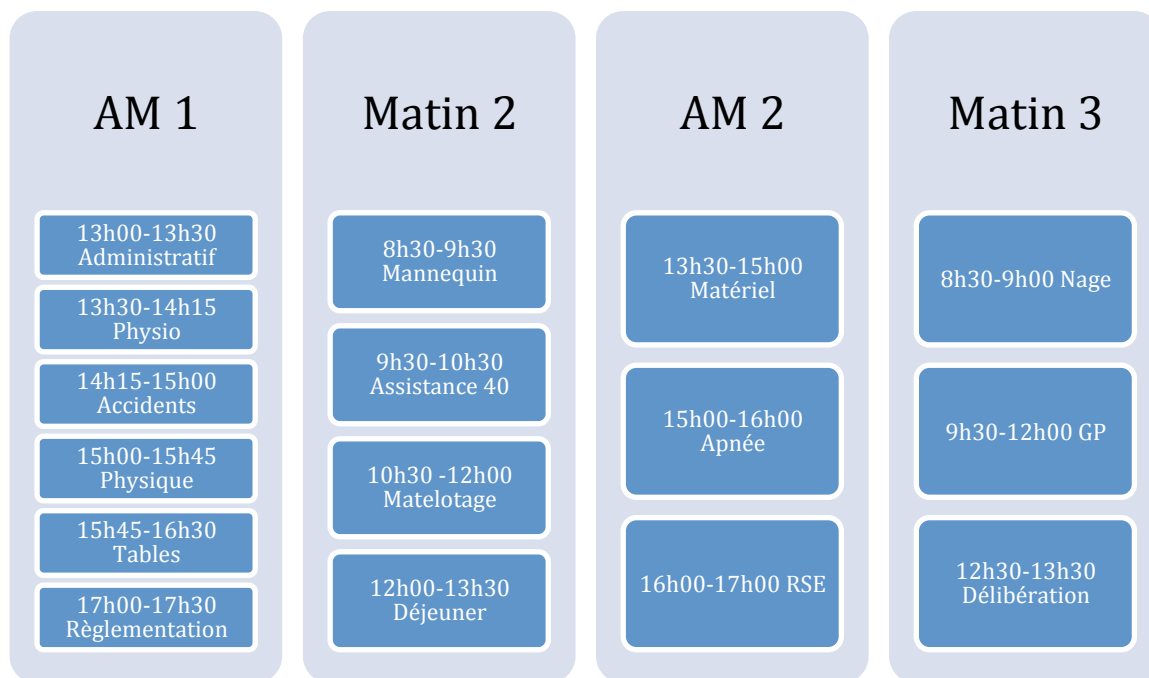 AM 1
13h00-13h30
Administratif
13h30-14h15
Physio
14h15-15h00
Accidents
15h00-15h45
Physique
15h45-16h30
Tables
17h00-17h30
Règlementation
Matin 2
8h30-9h30
Mannequin
9h30-10h30
Assistance 40
10h30 -12h00
Matelotage
12h00-13h30
Déjeuner
AM 2
13h30-15h00
Matériel
15h00-16h00
Apnée
16h00-17h00 RSE
Matin 3
8h30-9h00 Nage
9h30-12h00 GP
12h30-13h30
Délibération